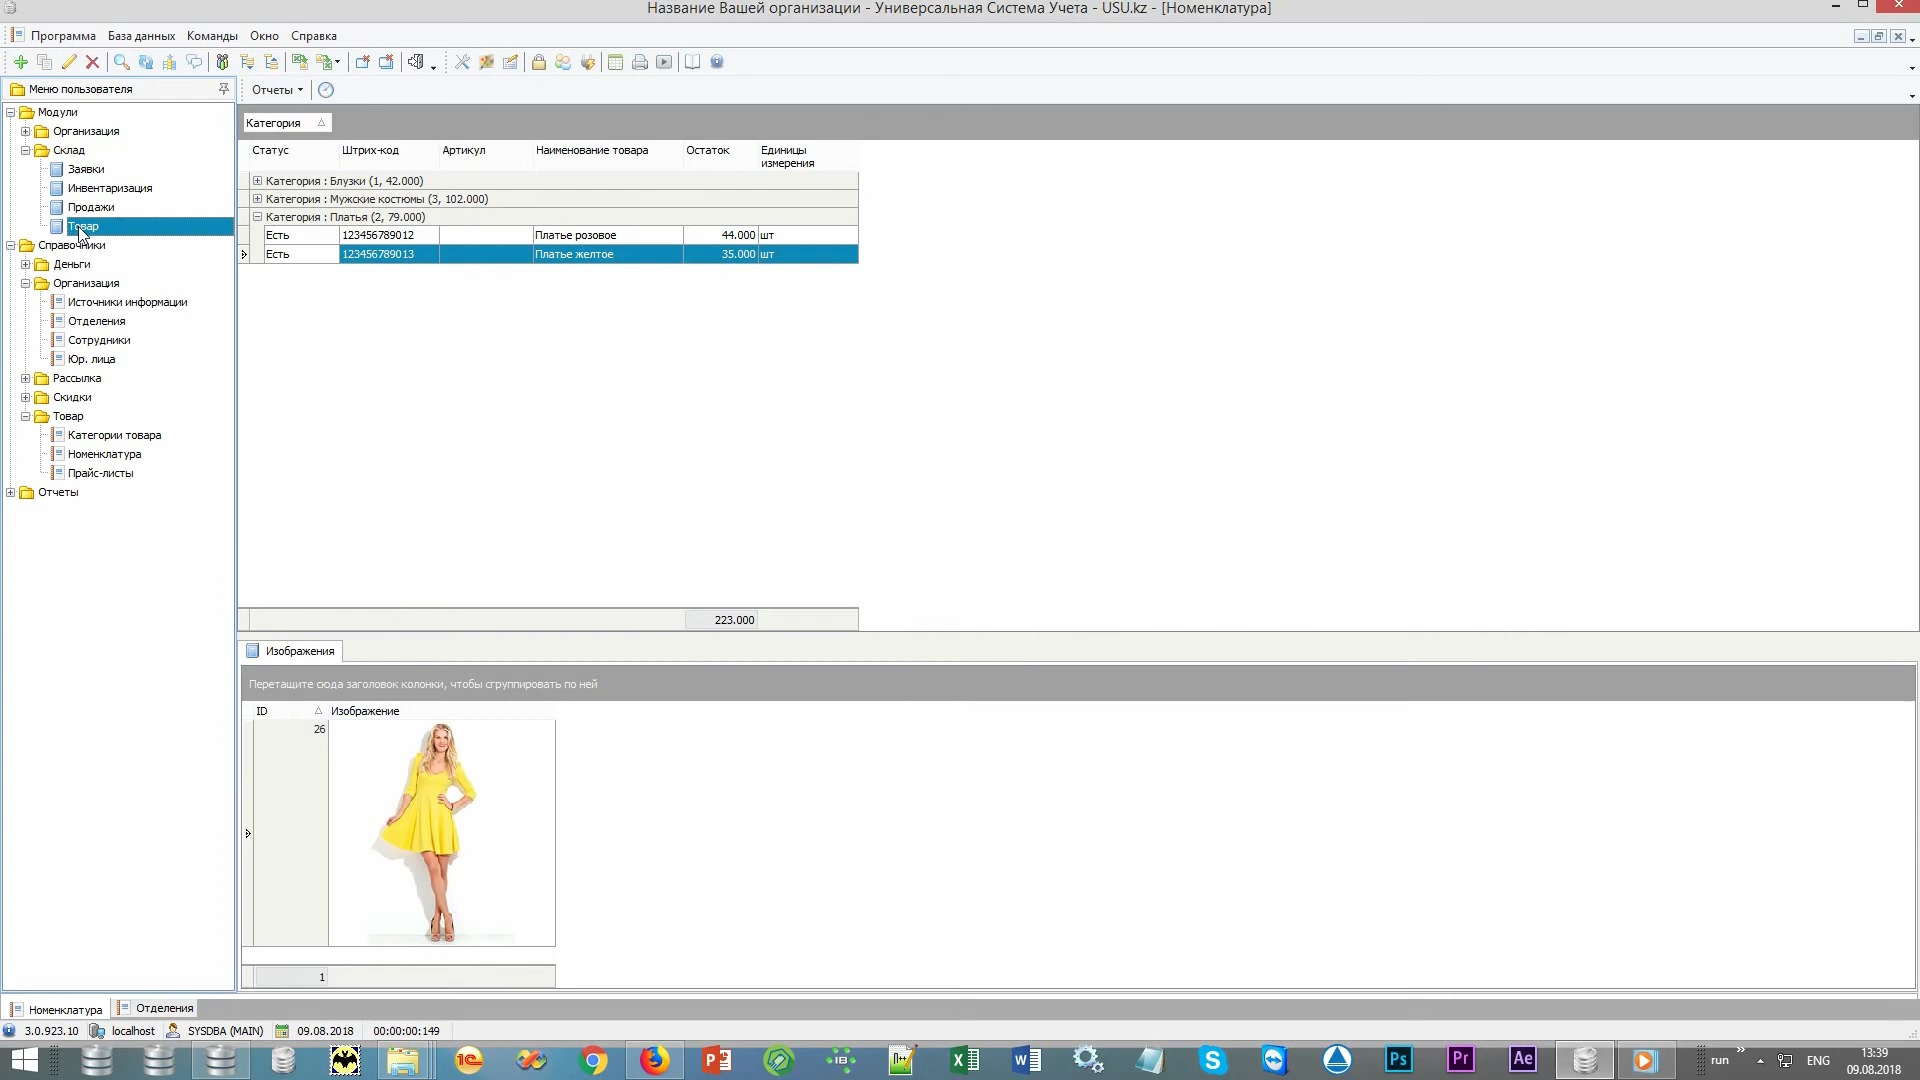 Название Вашей организации - Универсальная Система Учета - USU.kz - [Номенклатура]
Программа База данных Команды Окно Справка
Меню пользователя
Отчеты
Модули
Организация
Склад
Заявки
Инвентаризация
Продажи
Товар
Справочники
Деньги
Организация
Источники информации
Отделения
Сотрудники
Юр. лица
Рассылка
Скидки
Товар
Категории товара
Номенклатура
Прайс-листы
Отчеты
Категория
Статус Штрих-код Артикул Наименование товара Остаток Единицы измерения
Категория : Блузки (1, 42.000)
Категория : Мужские костюмы (3, 102.000)
Категория : Платья (2, 79.000)
Есть 123456789012 Платье розовое 44.000 шт
Есть 123456789013 Платье желтое 35.000 шт
223.000
Изображения
Перетащите сюда заголовок колонки, чтобы сгруппировать по ней
ID Изображение
26
1
Номенклатура Отделения
3.0.923.10 localhost SYSDBA (MAIN) 09.08.2018 00:00:00:149
run ENG 13:39
09.08.2018